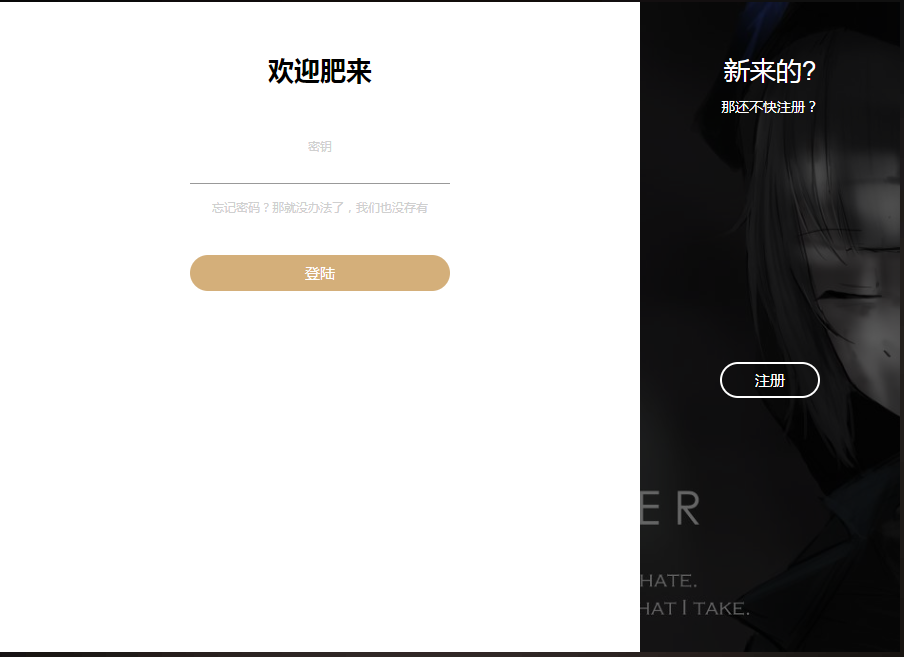 欢迎肥来
密钥
忘记密码？那就没办法了，我们也没存有
登陆
新来的?
那还不快注册？
注册
ER
HATE.
HAT I TAKE.